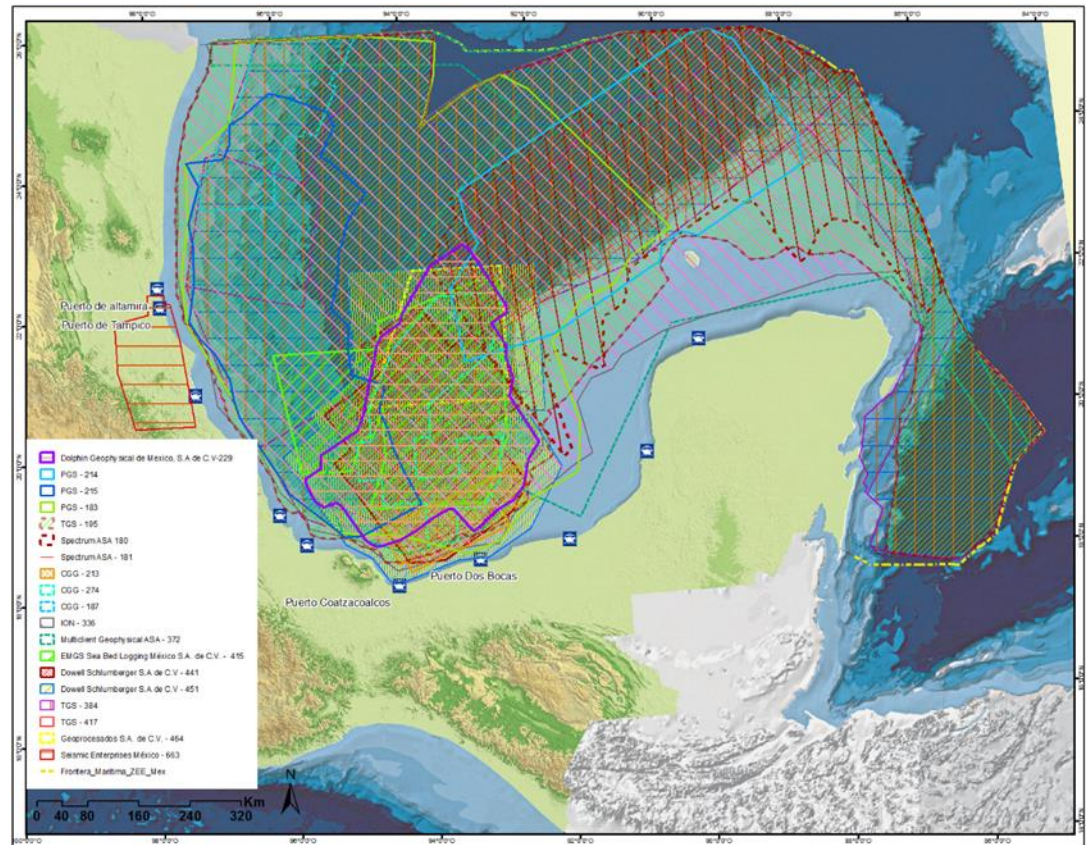 Puerto de altamira
Puerto de Tampico
Puerto Dos Bocas
Puerto Coatzacoalcos
Dolphin Geophysical de Mexico, S.A de C.V-229
PGS - 214
PGS - 215
PGS - 183
TGS - 195
Spectrum ASA 180
Spectrum ASA - 181
CGG - 213
CGG - 274
CGG - 187
ION - 336
Multiclient Geophysical ASA - 372
EMGS Sea Bed Logging México S.A. de C.V. - 415
Dowell Schlumberger S.A de C.V - 441
Dowell Schlumberger S.A de C.V - 451
TGS - 384
TGS - 417
Geoprocesados S.A. de C.V. - 464
Seismic Enterprises México - 663
Frontera_Maritima_ZEE_Mex
N
Km
0 40 80 160 240 320